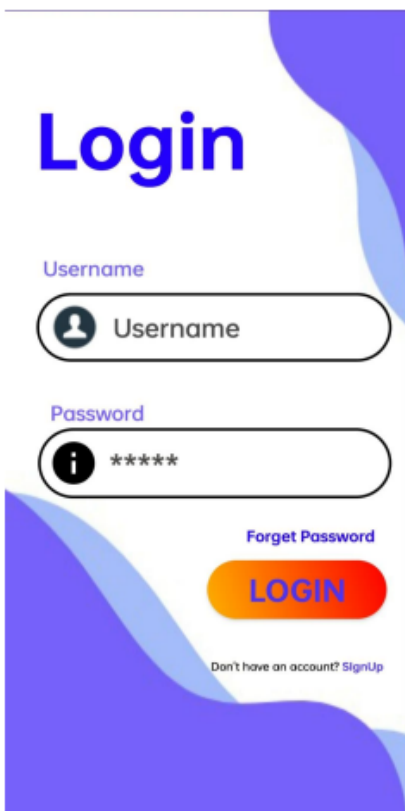 Login
Username
Username
Password
*****
Forget Password
LOGIN
Don't have an account? SIgnUp